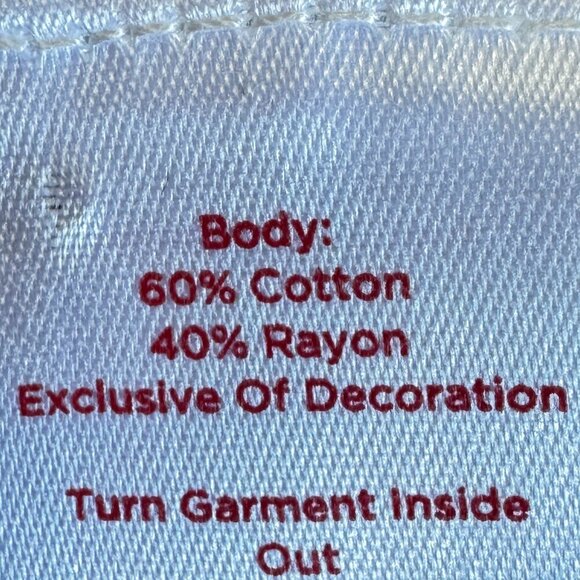 Body:
60% Cotton
40% Rayon
Exclusive Of Decoration
Turn Garment Inside
Out